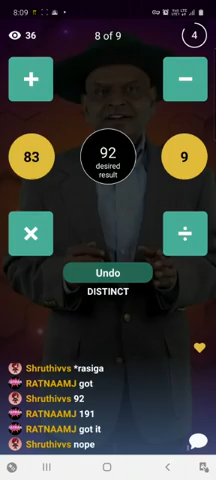 8:09
36
8 of 9
4
+
−
83
92
desired
result
9
×
÷
Undo
DISTINCT
Shruthivvs *rasiga
RATNAAMJ got
Shruthivvs 92
RATNAAMJ 191
RATNAAMJ got it
Shruthivvs nope